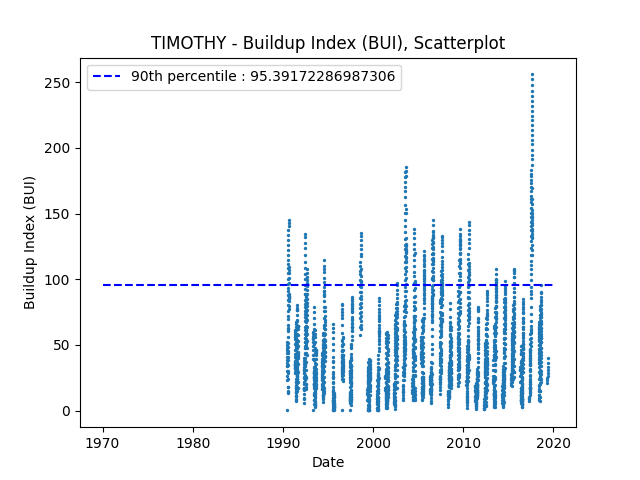 TIMOTHY - Buildup Index (BUI), Scatterplot
90th percentile : 95.39172286987306
Buildup Index (BUI)
250
200
150
100
50
0
1970 1980 1990 2000 2010 2020
Date